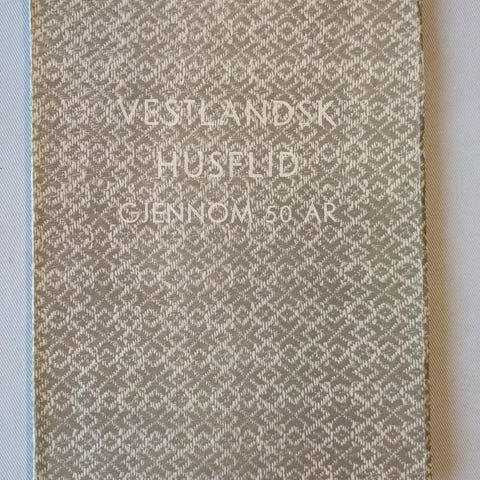 VESTLANDSK
HUSFLID
GJENNOM 50 ÅR